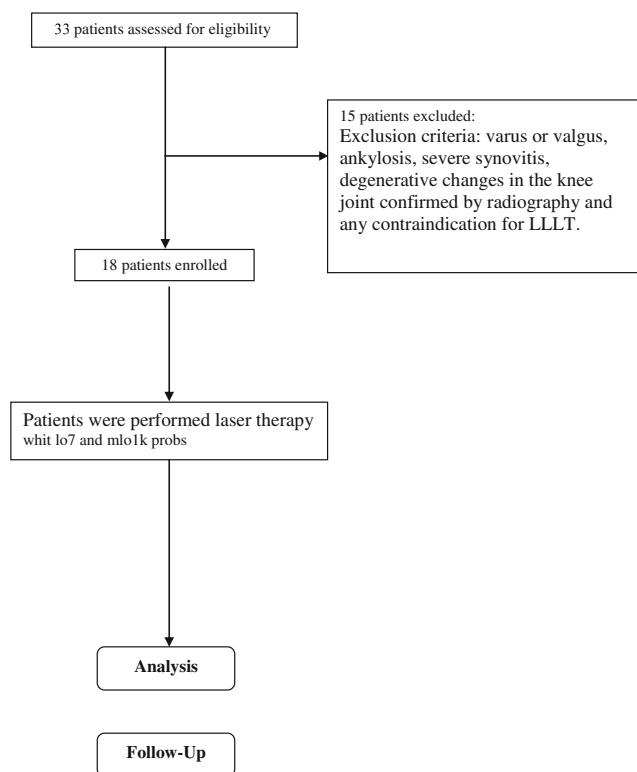 33 patients assessed for eligibility
15 patients excluded:
Exclusion criteria: varus or valgus,
ankylosis, severe synovitis,
degenerative changes in the knee
joint confirmed by radiography and
any contraindication for LLLT.
18 patients enrolled
Patients were performed laser therapy
whit lo7 and mlo1k probs
Analysis
Follow-Up